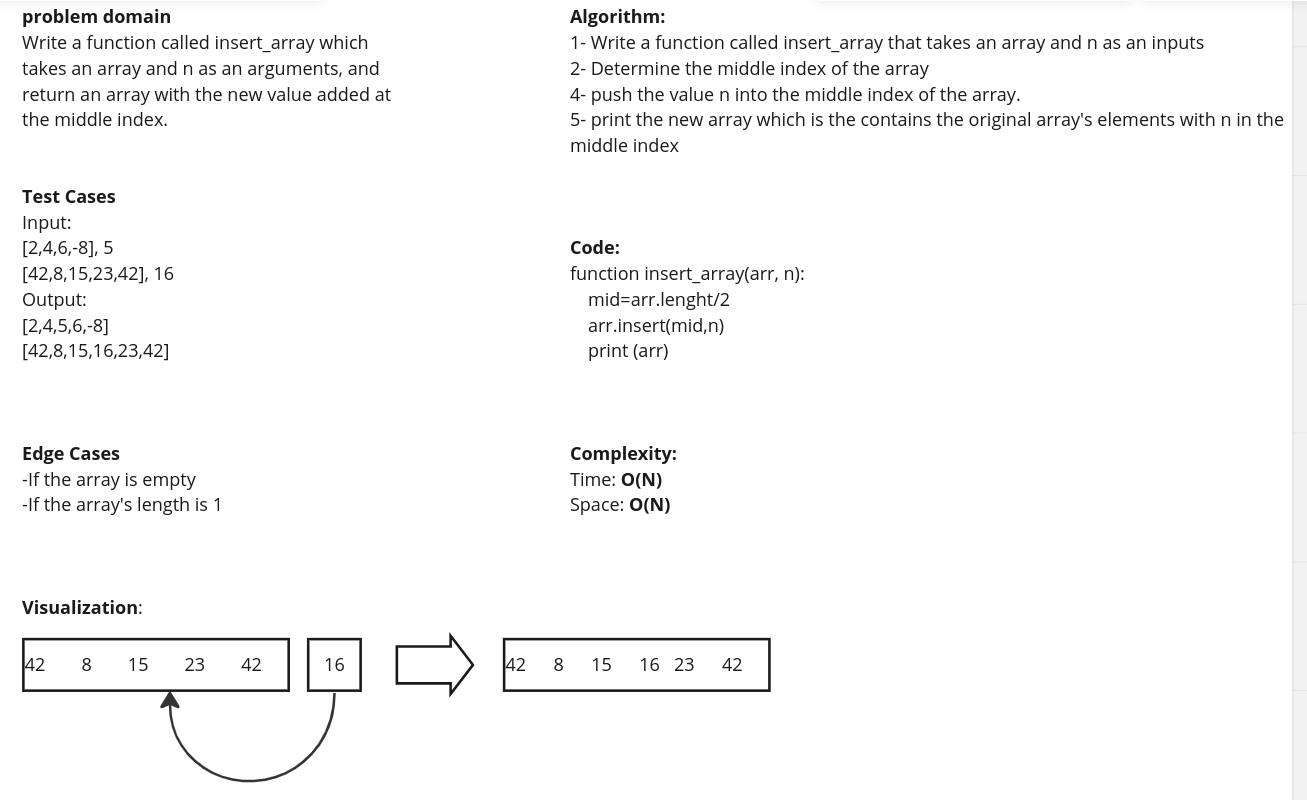 problem domain
Write a function called insert_array which
takes an array and n as an arguments, and
return an array with the new value added at
the middle index.
Test Cases
Input:
[2,4,6,-8], 5
[42,8,15,23,42], 16
Output:
[2,4,5,6,-8]
[42,8,15,16,23,42]
Edge Cases
-If the array is empty
-If the array's length is 1
Algorithm:
1- Write a function called insert_array that takes an array and n as an inputs
2- Determine the middle index of the array
4- push the value n into the middle index of the array.
5- print the new array which is the contains the original array's elements with n in the
middle index
Code:
function insert_array(arr, n):
mid=arr.lenght/2
arr.insert(mid,n)
print (arr)
Complexity:
Time: O(N)
Space: O(N)
Visualization:
42 8 15 23 42
16
42 8 15 16 23 42